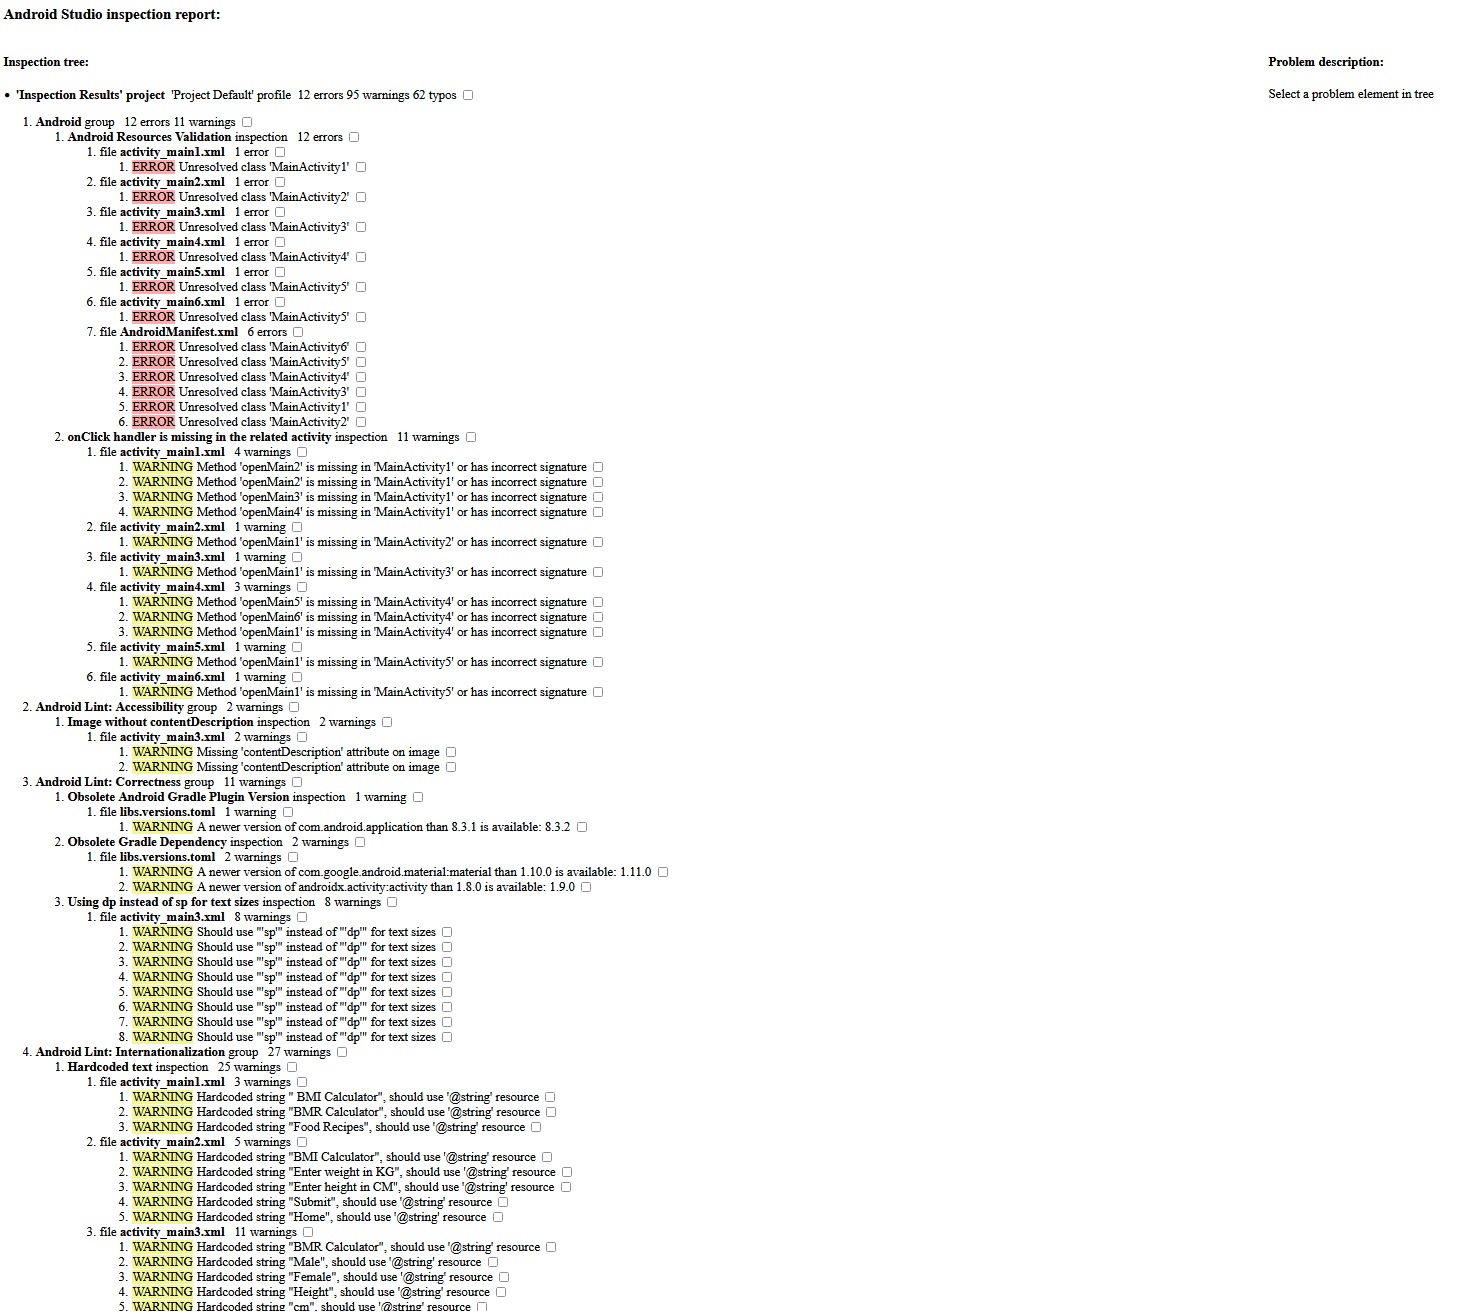 Android Studio inspection report:
Inspection tree:
Problem description:
• 'Inspection Results' project 'Project Default' profile 12 errors 95 warnings 62 typos
Select a problem element in tree
1. Android group 12 errors 11 warnings
1. Android Resources Validation inspection 12 errors
1. file activity_main1.xml 1 error
1. ERROR Unresolved class 'MainActivity1'
2. file activity_main2.xml 1 error
1. ERROR Unresolved class 'MainActivity2'
3. file activity_main3.xml 1 error
1. ERROR Unresolved class 'MainActivity3'
4. file activity_main4.xml 1 error
1. ERROR Unresolved class 'MainActivity4'
5. file activity_main5.xml 1 error
1. ERROR Unresolved class 'MainActivity5'
6. file activity_main6.xml 1 error
1. ERROR Unresolved class 'MainActivity5'
7. file AndroidManifest.xml 6 errors
1. ERROR Unresolved class 'MainActivity6'
2. ERROR Unresolved class 'MainActivity5'
3. ERROR Unresolved class 'MainActivity4'
4. ERROR Unresolved class 'MainActivity3'
5. ERROR Unresolved class 'MainActivity1'
6. ERROR Unresolved class 'MainActivity2'
2. onClick handler is missing in the related activity inspection 11 warnings
1. file activity_main1.xml 4 warnings
1. WARNING Method 'openMain2' is missing in 'MainActivity1' or has incorrect signature
2. WARNING Method 'openMain2' is missing in 'MainActivity1' or has incorrect signature
3. WARNING Method 'openMain3' is missing in 'MainActivity1' or has incorrect signature
4. WARNING Method 'openMain4' is missing in 'MainActivity1' or has incorrect signature
2. file activity_main2.xml 1 warning
1. WARNING Method 'openMain1' is missing in 'MainActivity2' or has incorrect signature
3. file activity_main3.xml 1 warning
1. WARNING Method 'openMain1' is missing in 'MainActivity3' or has incorrect signature
4. file activity_main4.xml 3 warnings
1. WARNING Method 'openMain5' is missing in 'MainActivity4' or has incorrect signature
2. WARNING Method 'openMain6' is missing in 'MainActivity4' or has incorrect signature
3. WARNING Method 'openMain1' is missing in 'MainActivity4' or has incorrect signature
5. file activity_main5.xml 1 warning
1. WARNING Method 'openMain1' is missing in 'MainActivity5' or has incorrect signature
6. file activity_main6.xml 1 warning
1. WARNING Method 'openMain1' is missing in 'MainActivity5' or has incorrect signature
2. Android Lint: Accessibility group 2 warnings
1. Image without contentDescription inspection 2 warnings
1. file activity_main3.xml 2 warnings
1. WARNING Missing 'contentDescription' attribute on image
2. WARNING Missing 'contentDescription' attribute on image
3. Android Lint: Correctness group 11 warnings
1. Obsolete Android Gradle Plugin Version inspection 1 warning
1. file libs.versions.toml 1 warning
1. WARNING A newer version of com.android.application than 8.3.1 is available: 8.3.2
2. Obsolete Gradle Dependency inspection 2 warnings
1. file libs.versions.toml 2 warnings
1. WARNING A newer version of com.google.android.material:material than 1.10.0 is available: 1.11.0
2. WARNING A newer version of androidx.activity:activity than 1.8.0 is available: 1.9.0
3. Using dp instead of sp for text sizes inspection 8 warnings
1. file activity_main3.xml 8 warnings
1. WARNING Should use "'sp'" instead of "'dp'" for text sizes
2. WARNING Should use "'sp'" instead of "'dp'" for text sizes
3. WARNING Should use "'sp'" instead of "'dp'" for text sizes
4. WARNING Should use "'sp'" instead of "'dp'" for text sizes
5. WARNING Should use "'sp'" instead of "'dp'" for text sizes
6. WARNING Should use "'sp'" instead of "'dp'" for text sizes
7. WARNING Should use "'sp'" instead of "'dp'" for text sizes
8. WARNING Should use "'sp'" instead of "'dp'" for text sizes
4. Android Lint: Internationalization group 27 warnings
1. Hardcoded text inspection 25 warnings
1. file activity_main1.xml 3 warnings
1. WARNING Hardcoded string " BMI Calculator", should use '@string' resource
2. WARNING Hardcoded string "BMR Calculator", should use '@string' resource
3. WARNING Hardcoded string "Food Recipes", should use '@string' resource
2. file activity_main2.xml 5 warnings
1. WARNING Hardcoded string "BMI Calculator", should use '@string' resource
2. WARNING Hardcoded string "Enter weight in KG", should use '@string' resource
3. WARNING Hardcoded string "Enter height in CM", should use '@string' resource
4. WARNING Hardcoded string "Submit", should use '@string' resource
5. WARNING Hardcoded string "Home", should use '@string' resource
3. file activity_main3.xml 11 warnings
1. WARNING Hardcoded string "BMR Calculator", should use '@string' resource
2. WARNING Hardcoded string "Male", should use '@string' resource
3. WARNING Hardcoded string "Female", should use '@string' resource
4. WARNING Hardcoded string "Height", should use '@string' resource
5. WARNING Hardcoded string "cm", should use '@string' resource